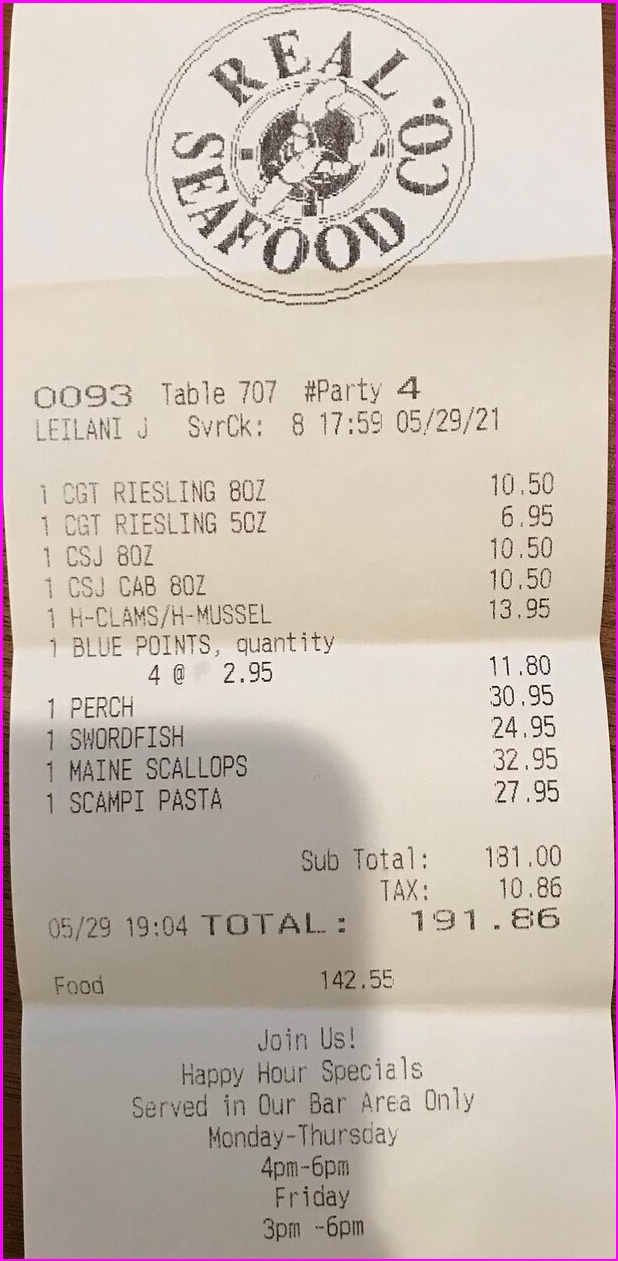 REAL
SEAFOOD CO.
0093 Table 707 #Party 4
LEILANI J SvrCk: 8 17:59 05/29/21
1 CGT RIESLING 8OZ 10.50
1 CGT RIESLING 5OZ 6.95
1 CSJ 8OZ 10.50
1 CSJ CAB 8OZ 10.50
1 H-CLAMS/H-MUSSEL 13.95
1 BLUE POINTS, quantity
4 @ 2.95 11.80
1 PERCH 30.95
1 SWORDFISH 24.95
1 MAINE SCALLOPS 32.95
1 SCAMPI PASTA 27.95
Sub Total: 181.00
TAX: 10.86
05/29 19:04 TOTAL: 191.86
Food 142.55
Join Us!
Happy Hour Specials
Served in Our Bar Area Only
Monday-Thursday
4pm-6pm
Friday
3pm -6pm